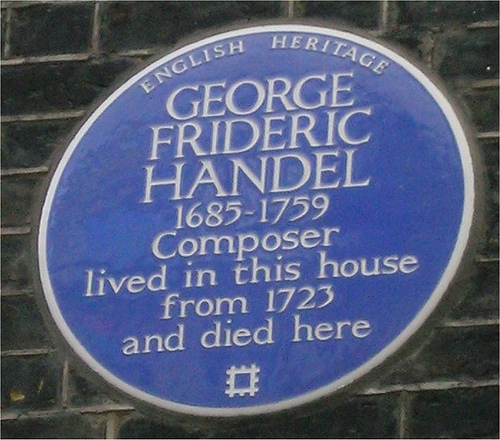 ENGLISH HERITAGE
GEORGE
FRIDERIC
HANDEL
1685-1759
Composer
lived in this house
from 1723
and died here